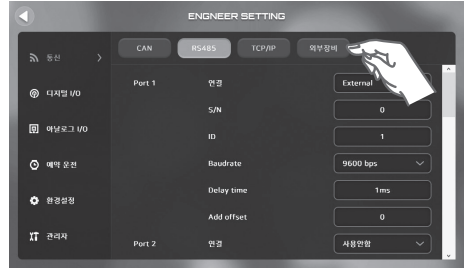 ENGNEER SETTING
CAN
RS485
TCP/IP
외부장비
통신
디지털 I/O
아날로그 I/O
예약 운전
환경설정
관리자
Port 1
연결
External
S/N
0
ID
1
Baudrate
9600 bps
Delay time
1ms
Add offset
0
Port 2
연결
사용안함